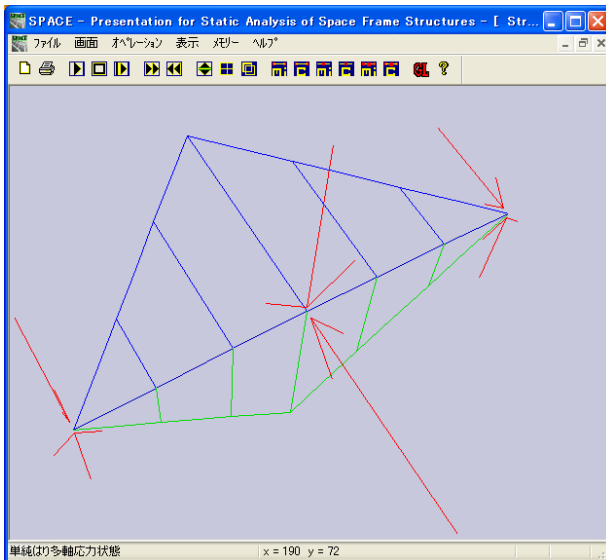 SPACE - Presentation for Static Analysis of Space Frame Structures - [ Str...
ファイル 画面 オペレーション 表示 メモリー ヘルプ
GL ?
単純はり多軸応力状態 x = 190 y = 72